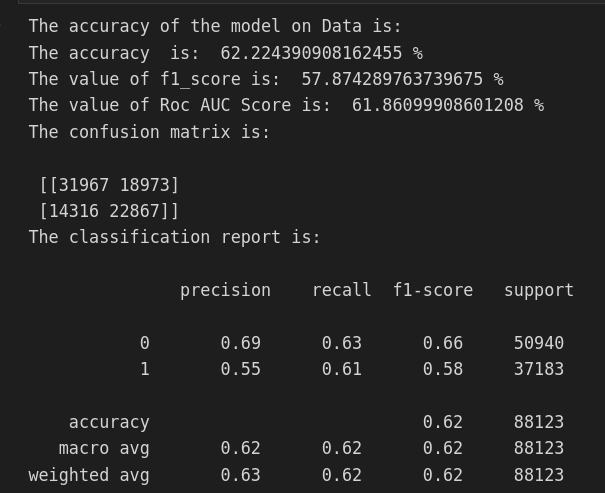 The accuracy of the model on Data is:
The accuracy  is:  62.224390908162455 %
The value of f1_score is:  57.874289763739675 %
The value of Roc AUC Score is:  61.86099908601208 %
The confusion matrix is:
[[31967 18973]
[14316 22867]]
The classification report is:
precision    recall  f1-score   support
0       0.69      0.63      0.66     50940
1       0.55      0.61      0.58     37183
accuracy                           0.62     88123
macro avg       0.62      0.62      0.62     88123
weighted avg       0.63      0.62      0.62     88123